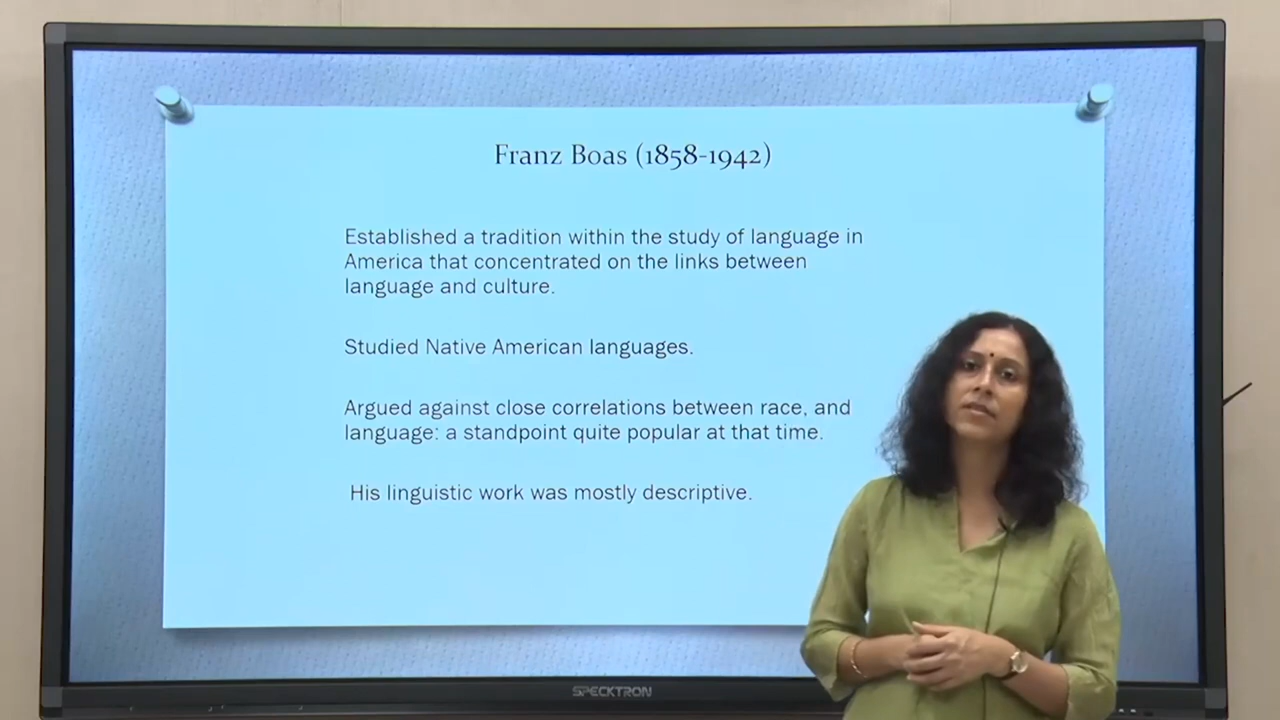 Franz Boas (1858-1942)
Established a tradition within the study of language in
America that concentrated on the links between
language and culture.
Studied Native American languages.
Argued against close correlations between race, and
language: a standpoint quite popular at that time.
His linguistic work was mostly descriptive.
SPECKTRON